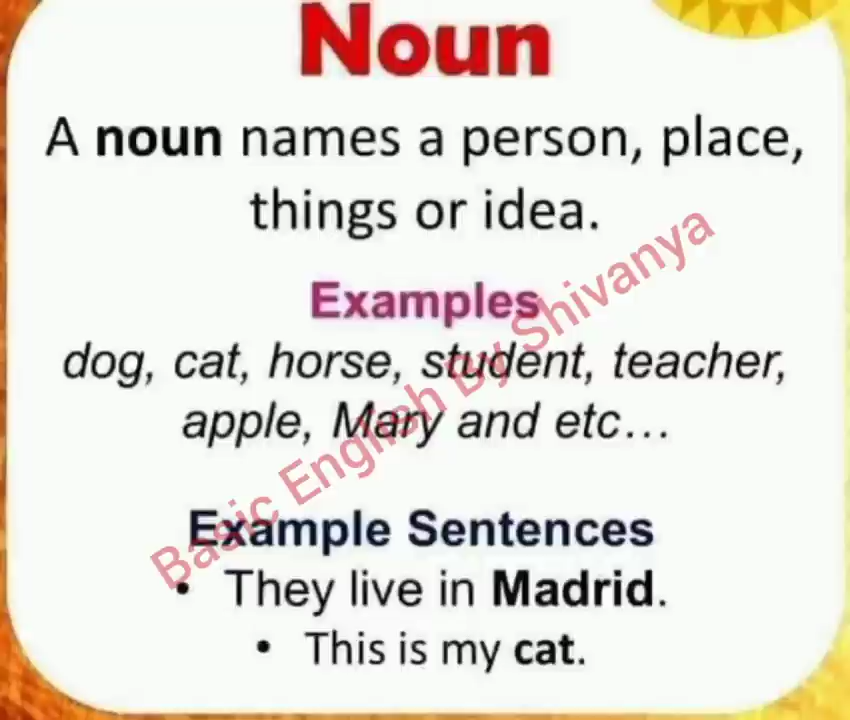 Noun
A noun names a person, place,
things or idea.
Examples
dog, cat, horse, student, teacher,
apple, Mary and etc...
Example Sentences
• They live in Madrid.
• This is my cat.
Basic English By Shivanya